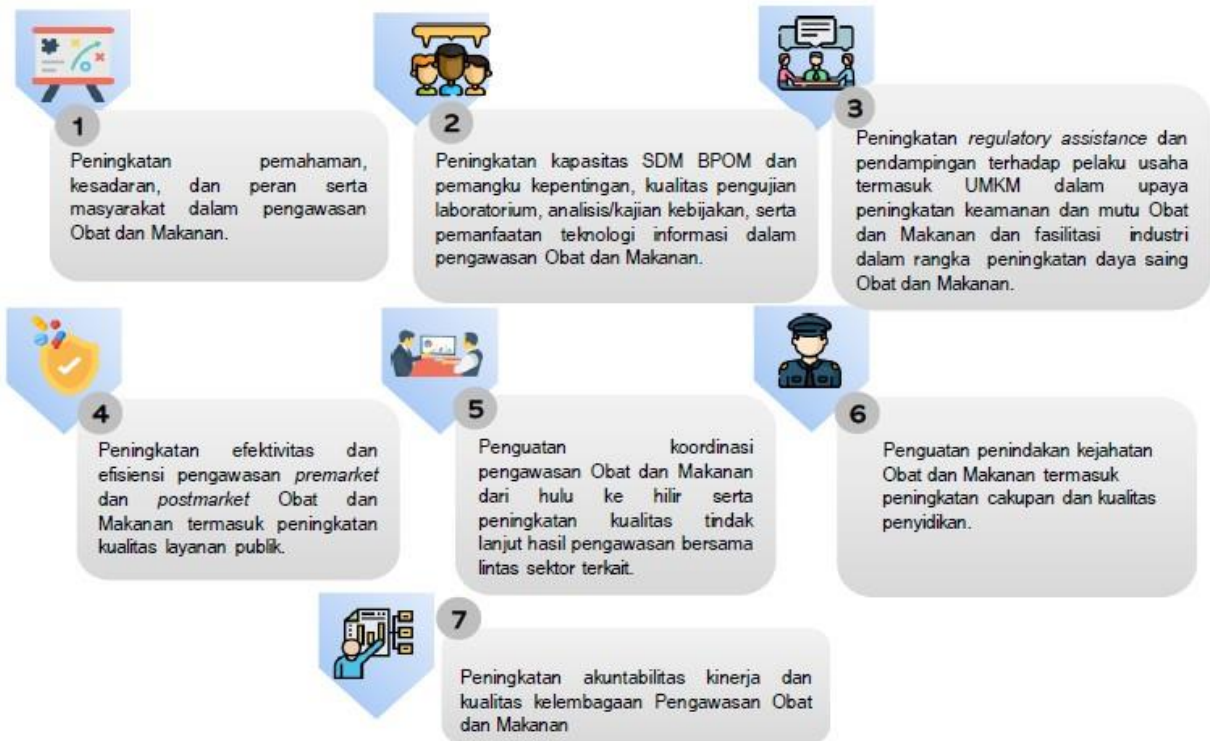 1
Peningkatan pemahaman,
kesadaran, dan peran serta
masyarakat dalam pengawasan
Obat dan Makanan.
2
Peningkatan kapasitas SDM BPOM dan
pemangku kepentingan, kualitas pengujian
laboratorium, analisis/kajian kebijakan, serta
pemanfaatan teknologi informasi dalam
pengawasan Obat dan Makanan.
3
Peningkatan regulatory assistance dan
pendampingan terhadap pelaku usaha
termasuk UMKM dalam upaya
peningkatan keamanan dan mutu Obat
dan Makanan dan fasilitasi industri
dalam rangka peningkatan daya saing
Obat dan Makanan.
4
Peningkatan efektivitas dan
efisiensi pengawasan premarket
dan postmarket Obat dan
Makanan termasuk peningkatan
kualitas layanan publik.
5
Penguatan koordinasi
pengawasan Obat dan Makanan
dari hulu ke hilir serta
peningkatan kualitas tindak
lanjut hasil pengawasan bersama
lintas sektor terkait.
6
Penguatan penindakan kejahatan
Obat dan Makanan termasuk
peningkatan cakupan dan kualitas
penyidikan.
7
Peningkatan akuntabilitas kinerja dan
kualitas kelembagaan Pengawasan Obat
dan Makanan